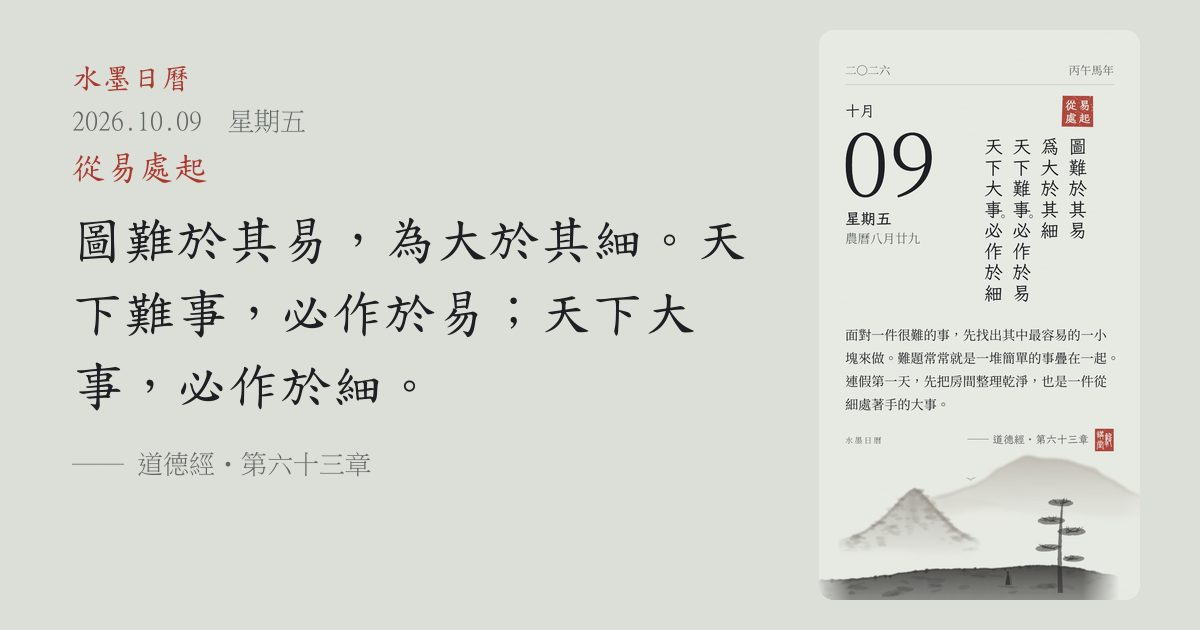 水墨日曆
2026.10.09 星期五
從易處起
圖難於其易，為大於其細。天
下難事，必作於易；天下大
事，必作於細。
—— 道德經・第六十三章
二〇二六
丙午馬年
十月
09
星期五
農曆八月廿九
易起
從處
圖難於其易
為大於其細
天下難事。必作於易
天下大事。必作於細
面對一件很難的事，先找出其中最容易的一小
塊來做。難題常常就是一堆簡單的事疊在一起。
連假第一天，先把房間整理乾淨，也是一件從
細處著手的大事。
水墨日曆
—— 道德經・第六十三章